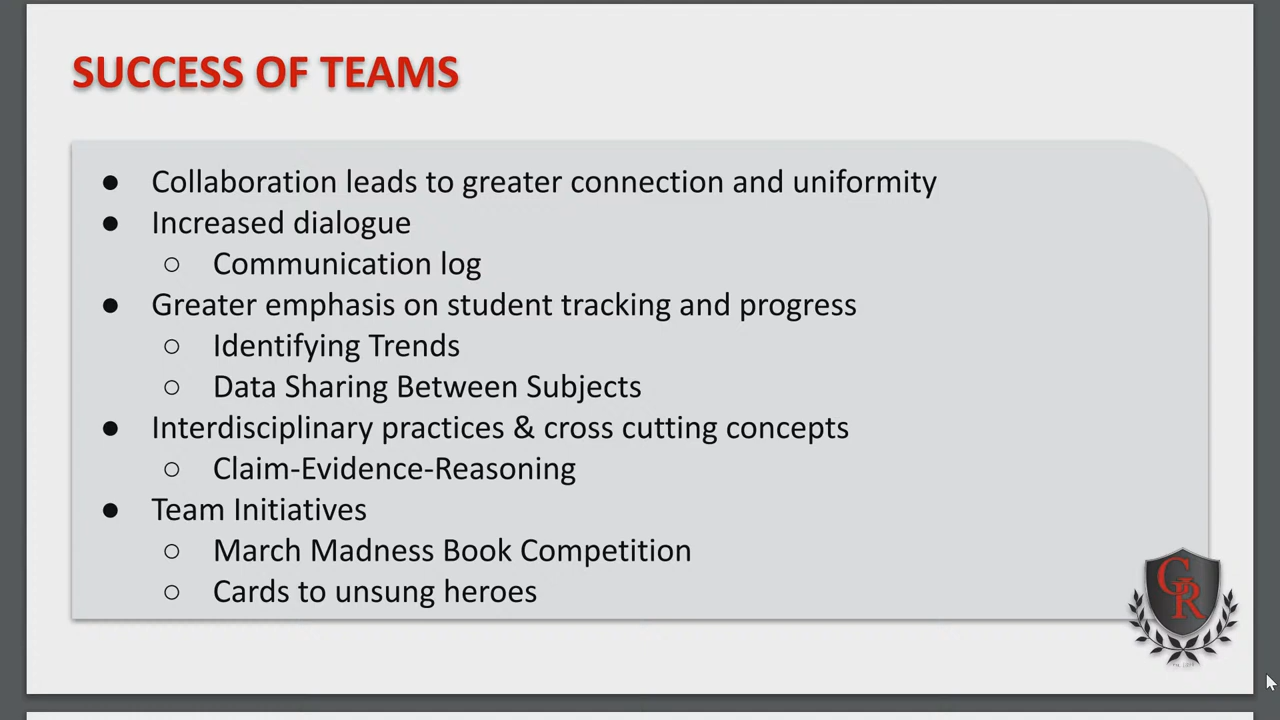 SUCCESS OF TEAMS
● Collaboration leads to greater connection and uniformity
● Increased dialogue
○ Communication log
● Greater emphasis on student tracking and progress
○ Identifying Trends
○ Data Sharing Between Subjects
● Interdisciplinary practices & cross cutting concepts
○ Claim-Evidence-Reasoning
● Team Initiatives
○ March Madness Book Competition
○ Cards to unsung heroes
GR